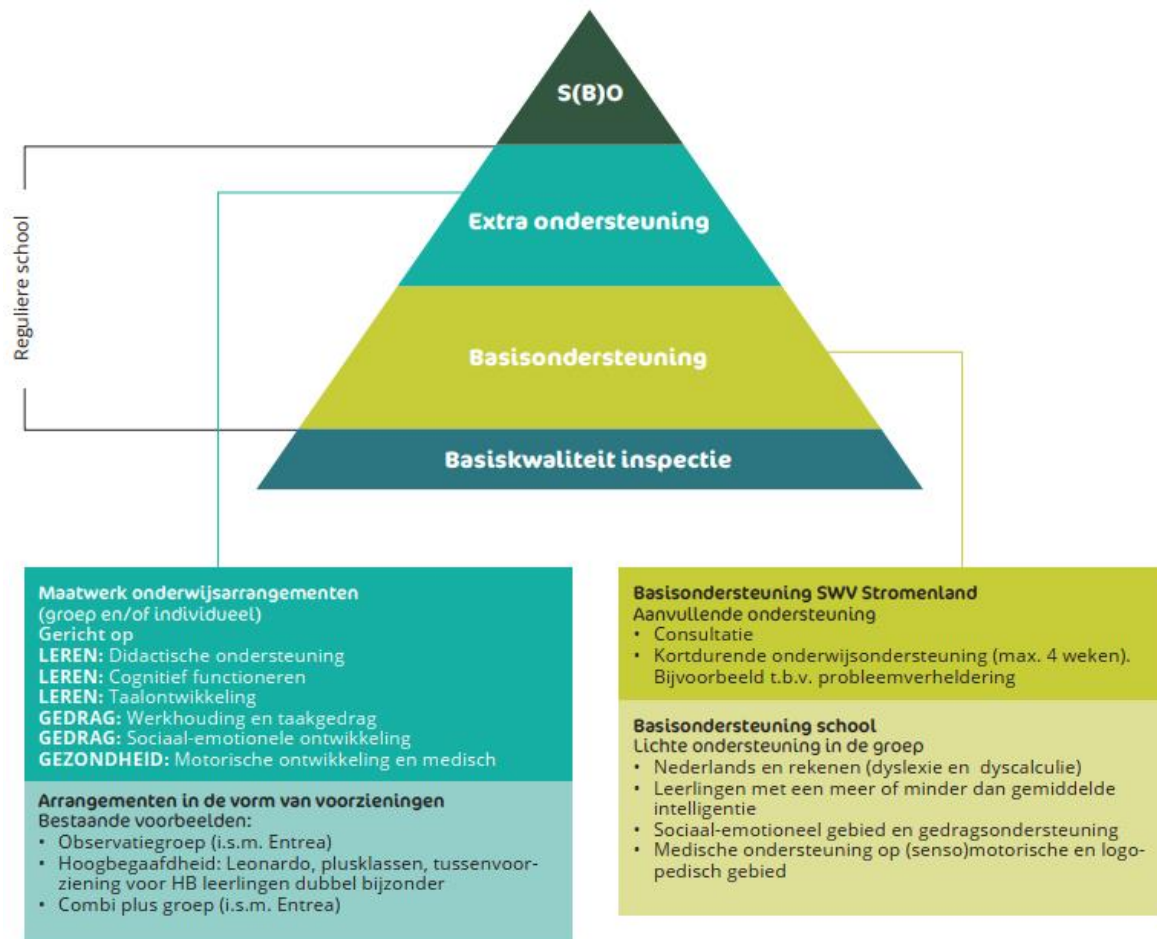 S(B)O
Extra ondersteuning
Reguliere school
Basisondersteuning
Basiskwaliteit inspectie
Maatwerk onderwijsarrangementen
(groep en/of individueel)
Gericht op
LEREN: Didactische ondersteuning
LEREN: Cognitief functioneren
LEREN: Taalontwikkeling
GEDRAG: Werkhouding en taakgedrag
GEDRAG: Sociaal-emotionele ontwikkeling
GEZONDHEID: Motorische ontwikkeling en medisch
Arrangementen in de vorm van voorzieningen
Bestaande voorbeelden:
• Observatiegroep (i.s.m. Entrea)
• Hoogbegaafdheid: Leonardo, plusklassen, tussenvoor-
ziening voor HB leerlingen dubbel bijzonder
• Combi plus groep (i.s.m. Entrea)
Basisondersteuning SWV Stromenland
Aanvullende ondersteuning
• Consultatie
• Kortdurende onderwijsondersteuning (max. 4 weken).
Bijvoorbeeld t.b.v. probleemverheldering
Basisondersteuning school
Lichte ondersteuning in de groep
• Nederlands en rekenen (dyslexie en dyscalculie)
• Leerlingen met een meer of minder dan gemiddelde
intelligentie
• Sociaal-emotioneel gebied en gedragsondersteuning
• Medische ondersteuning op (senso)motorische en logo-
pedisch gebied